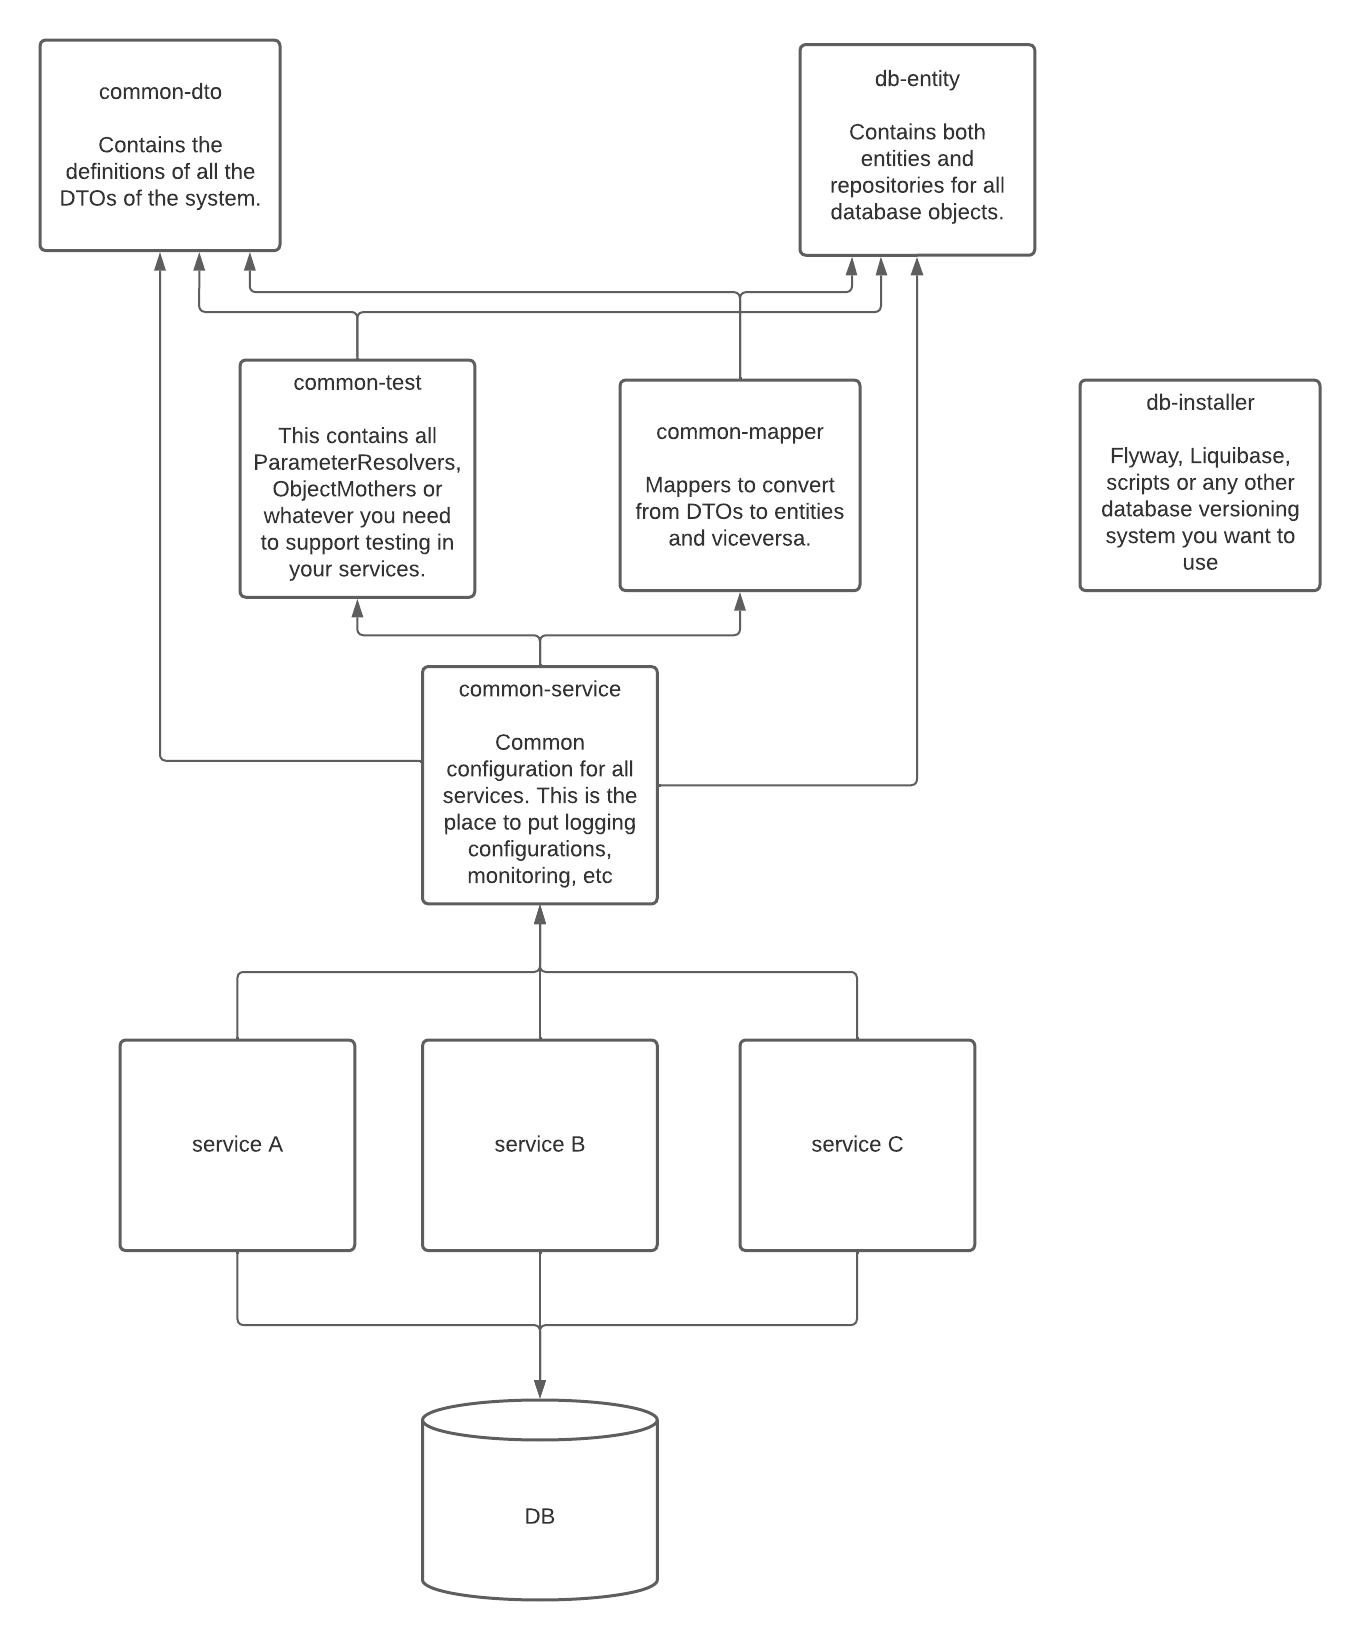 common-dto
Contains the
definitions of all the
DTOs of the system.
db-entity
Contains both
entities and
repositories for all
database objects.
common-test
This contains all
ParameterResolvers,
ObjectMothers or
whatever you need
to support testing in
your services.
common-mapper
Mappers to convert
from DTOs to entities
and viceversa.
db-installer
Flyway, Liquibase,
scripts or any other
database versioning
system you want to
use
common-service
Common
configuration for all
services. This is the
place to put logging
configurations,
monitoring, etc
service A
service B
service C
DB